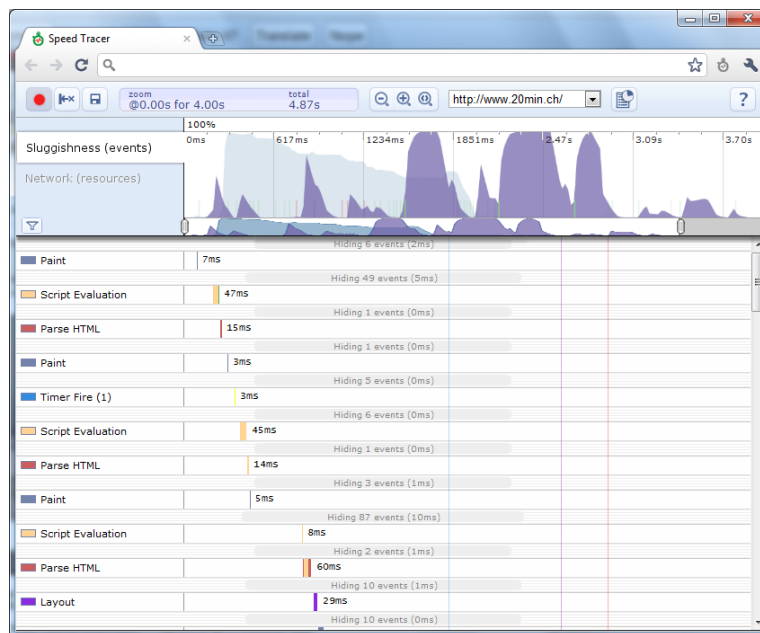 Speed Tracer
Translate
zoom
@0.00s for 4.00s
total
4.87s
http://www.20min.ch/
?
100%
Sluggishness (events)
Network (resources)
0ms 617ms 1234ms 1851ms 2.47s 3.09s 3.70s
Hiding 6 events (2ms)
Paint 7ms
Hiding 49 events (5ms)
Script Evaluation 47ms
Hiding 1 events (0ms)
Parse HTML 15ms
Hiding 1 events (0ms)
Paint 3ms
Hiding 5 events (0ms)
Timer Fire (1) 3ms
Hiding 6 events (0ms)
Script Evaluation 45ms
Hiding 1 events (0ms)
Parse HTML 14ms
Hiding 3 events (1ms)
Paint 5ms
Hiding 87 events (10ms)
Script Evaluation 8ms
Hiding 2 events (1ms)
Parse HTML 60ms
Hiding 10 events (1ms)
Layout 29ms
Hiding 10 events (0ms)